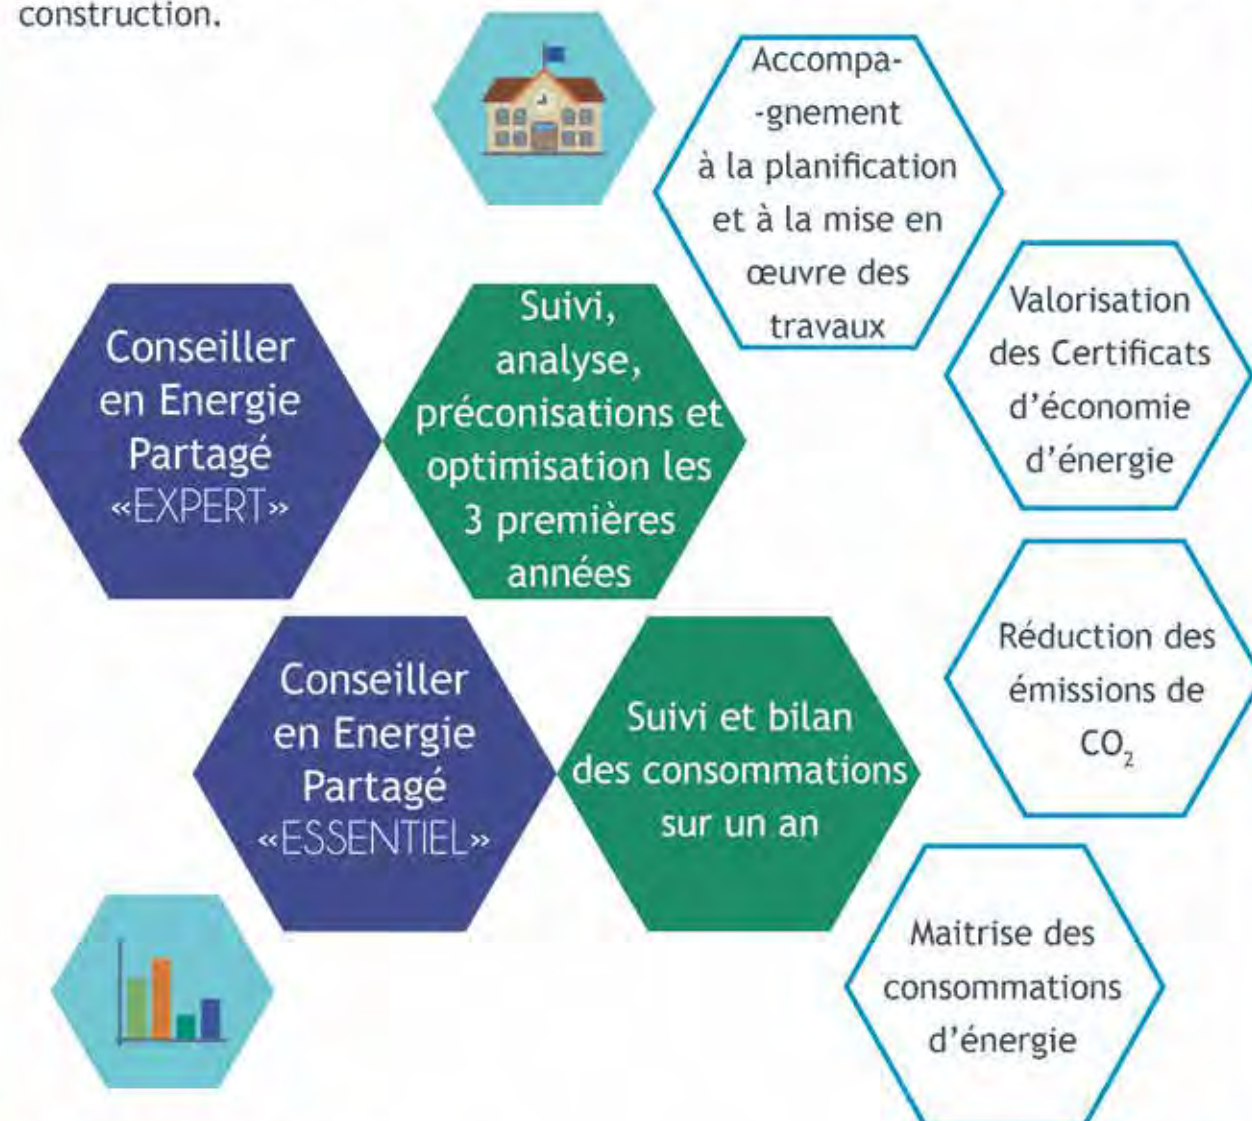 construction.
Accompa-
-gnement
à la planification
et à la mise en
œuvre des
travaux
Valorisation
des Certificats
d’économie
d’énergie
Conseiller
en Energie
Partagé
«EXPERT»
Suivi,
analyse,
préconisations et
optimisation les
3 premières
années
Réduction des
émissions de
CO₂
Conseiller
en Energie
Partagé
«ESSENTIEL»
Suivi et bilan
des consommations
sur un an
Maitrise des
consommations
d’énergie